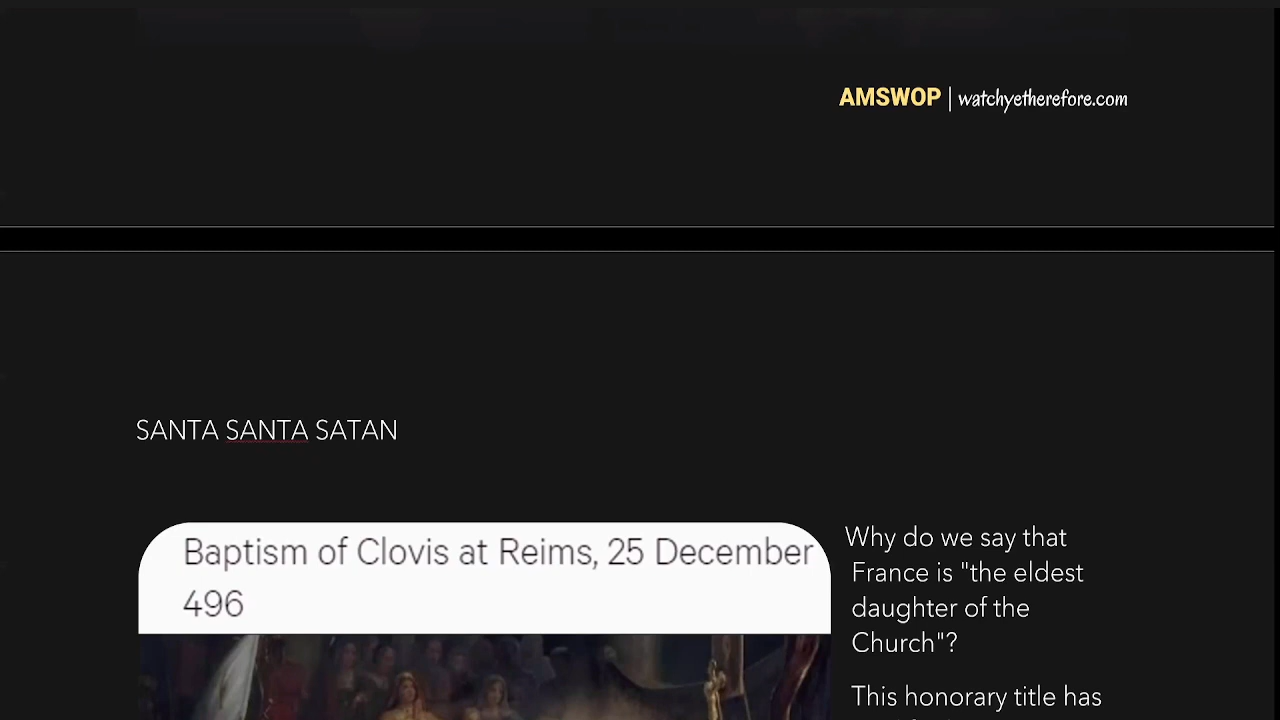 AMSWOP | watchyetherefore.com
SANTA SANTA SATAN
Baptism of Clovis at Reims, 25 December
496
Why do we say that
France is "the eldest
daughter of the
Church"?
This honorary title has